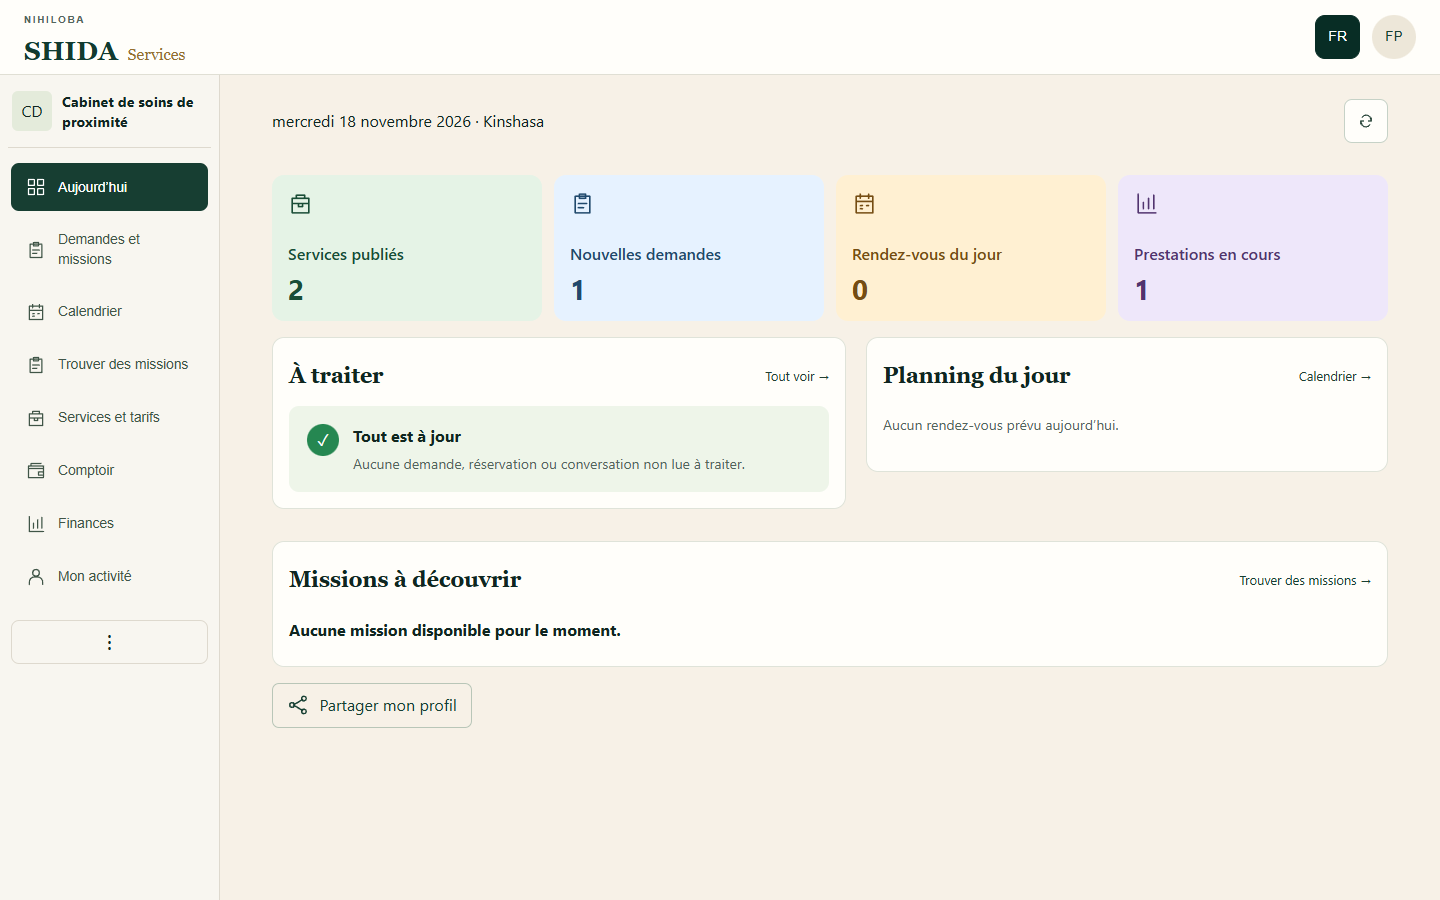 NIHILOBA
SHIDA Services
FR
FP
CD
Cabinet de soins de
proximité
Aujourd’hui
Demandes et
missions
Calendrier
Trouver des missions
Services et tarifs
Comptoir
Finances
Mon activité
mercredi 18 novembre 2026 · Kinshasa
Services publiés
2
Nouvelles demandes
1
Rendez-vous du jour
0
Prestations en cours
1
À traiter
Tout voir →
Tout est à jour
Aucune demande, réservation ou conversation non lue à traiter.
Planning du jour
Calendrier →
Aucun rendez-vous prévu aujourd’hui.
Missions à découvrir
Trouver des missions →
Aucune mission disponible pour le moment.
Partager mon profil